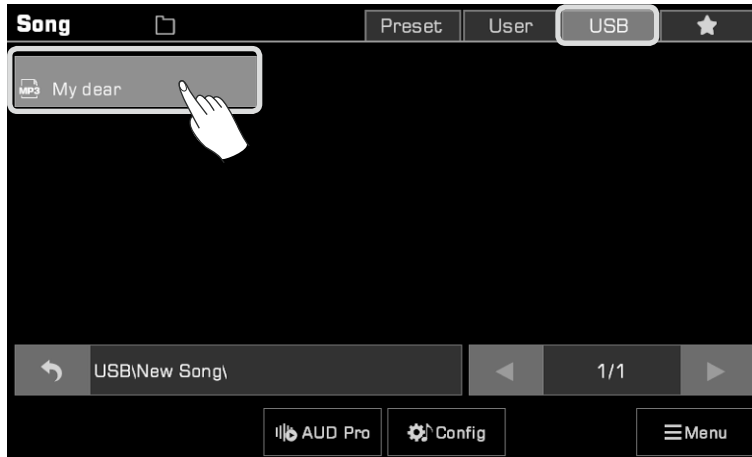 Song Preset User USB
MP3 My dear
USB\New Song\ 1/1
AUD Pro Config Menu